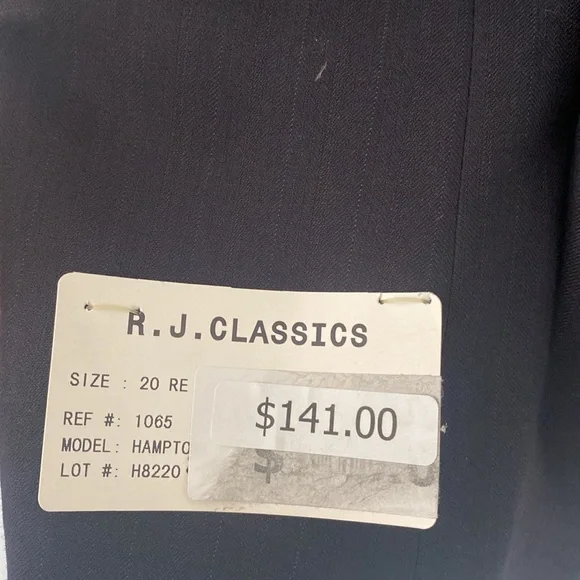 R.J.CLASSICS
SIZE : 20 RE
$141.00
REF #: 1065
MODEL: HAMPTO
$
LOT #: H8220